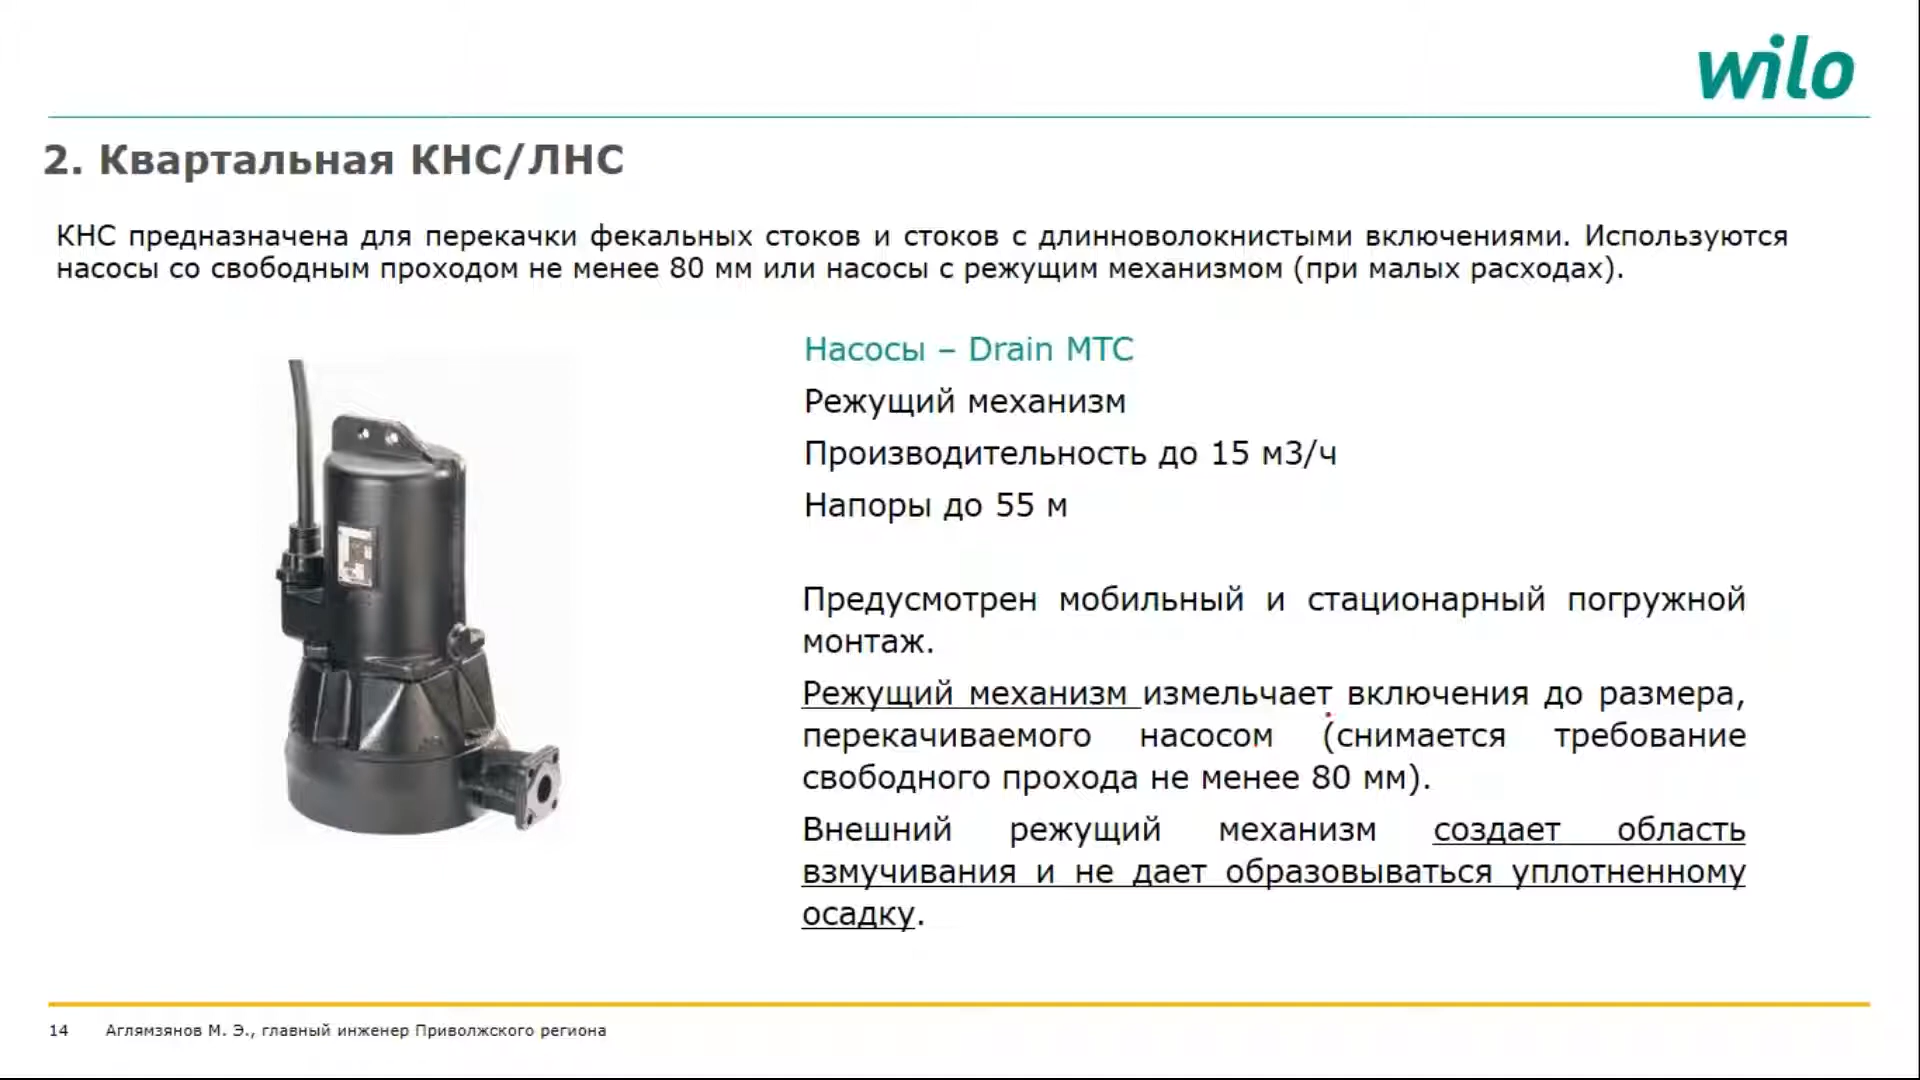 wilo
2. Квартальная КНС/ЛНС
КНС предназначена для перекачки фекальных стоков и стоков с длинноволокнистыми включениями. Используются
насосы со свободным проходом не менее 80 мм или насосы с режущим механизмом (при малых расходах).
Насосы – Drain MTC
Режущий механизм
Производительность до 15 м3/ч
Напоры до 55 м
Предусмотрен мобильный и стационарный погружной
монтаж.
Режущий механизм измельчает включения до размера,
перекачиваемого насосом (снимается требование
свободного прохода не менее 80 мм).
Внешний режущий механизм создает область
взмучивания и не дает образовываться уплотненному
осадку.
14 Аглямзянов М. Э., главный инженер Приволжского региона